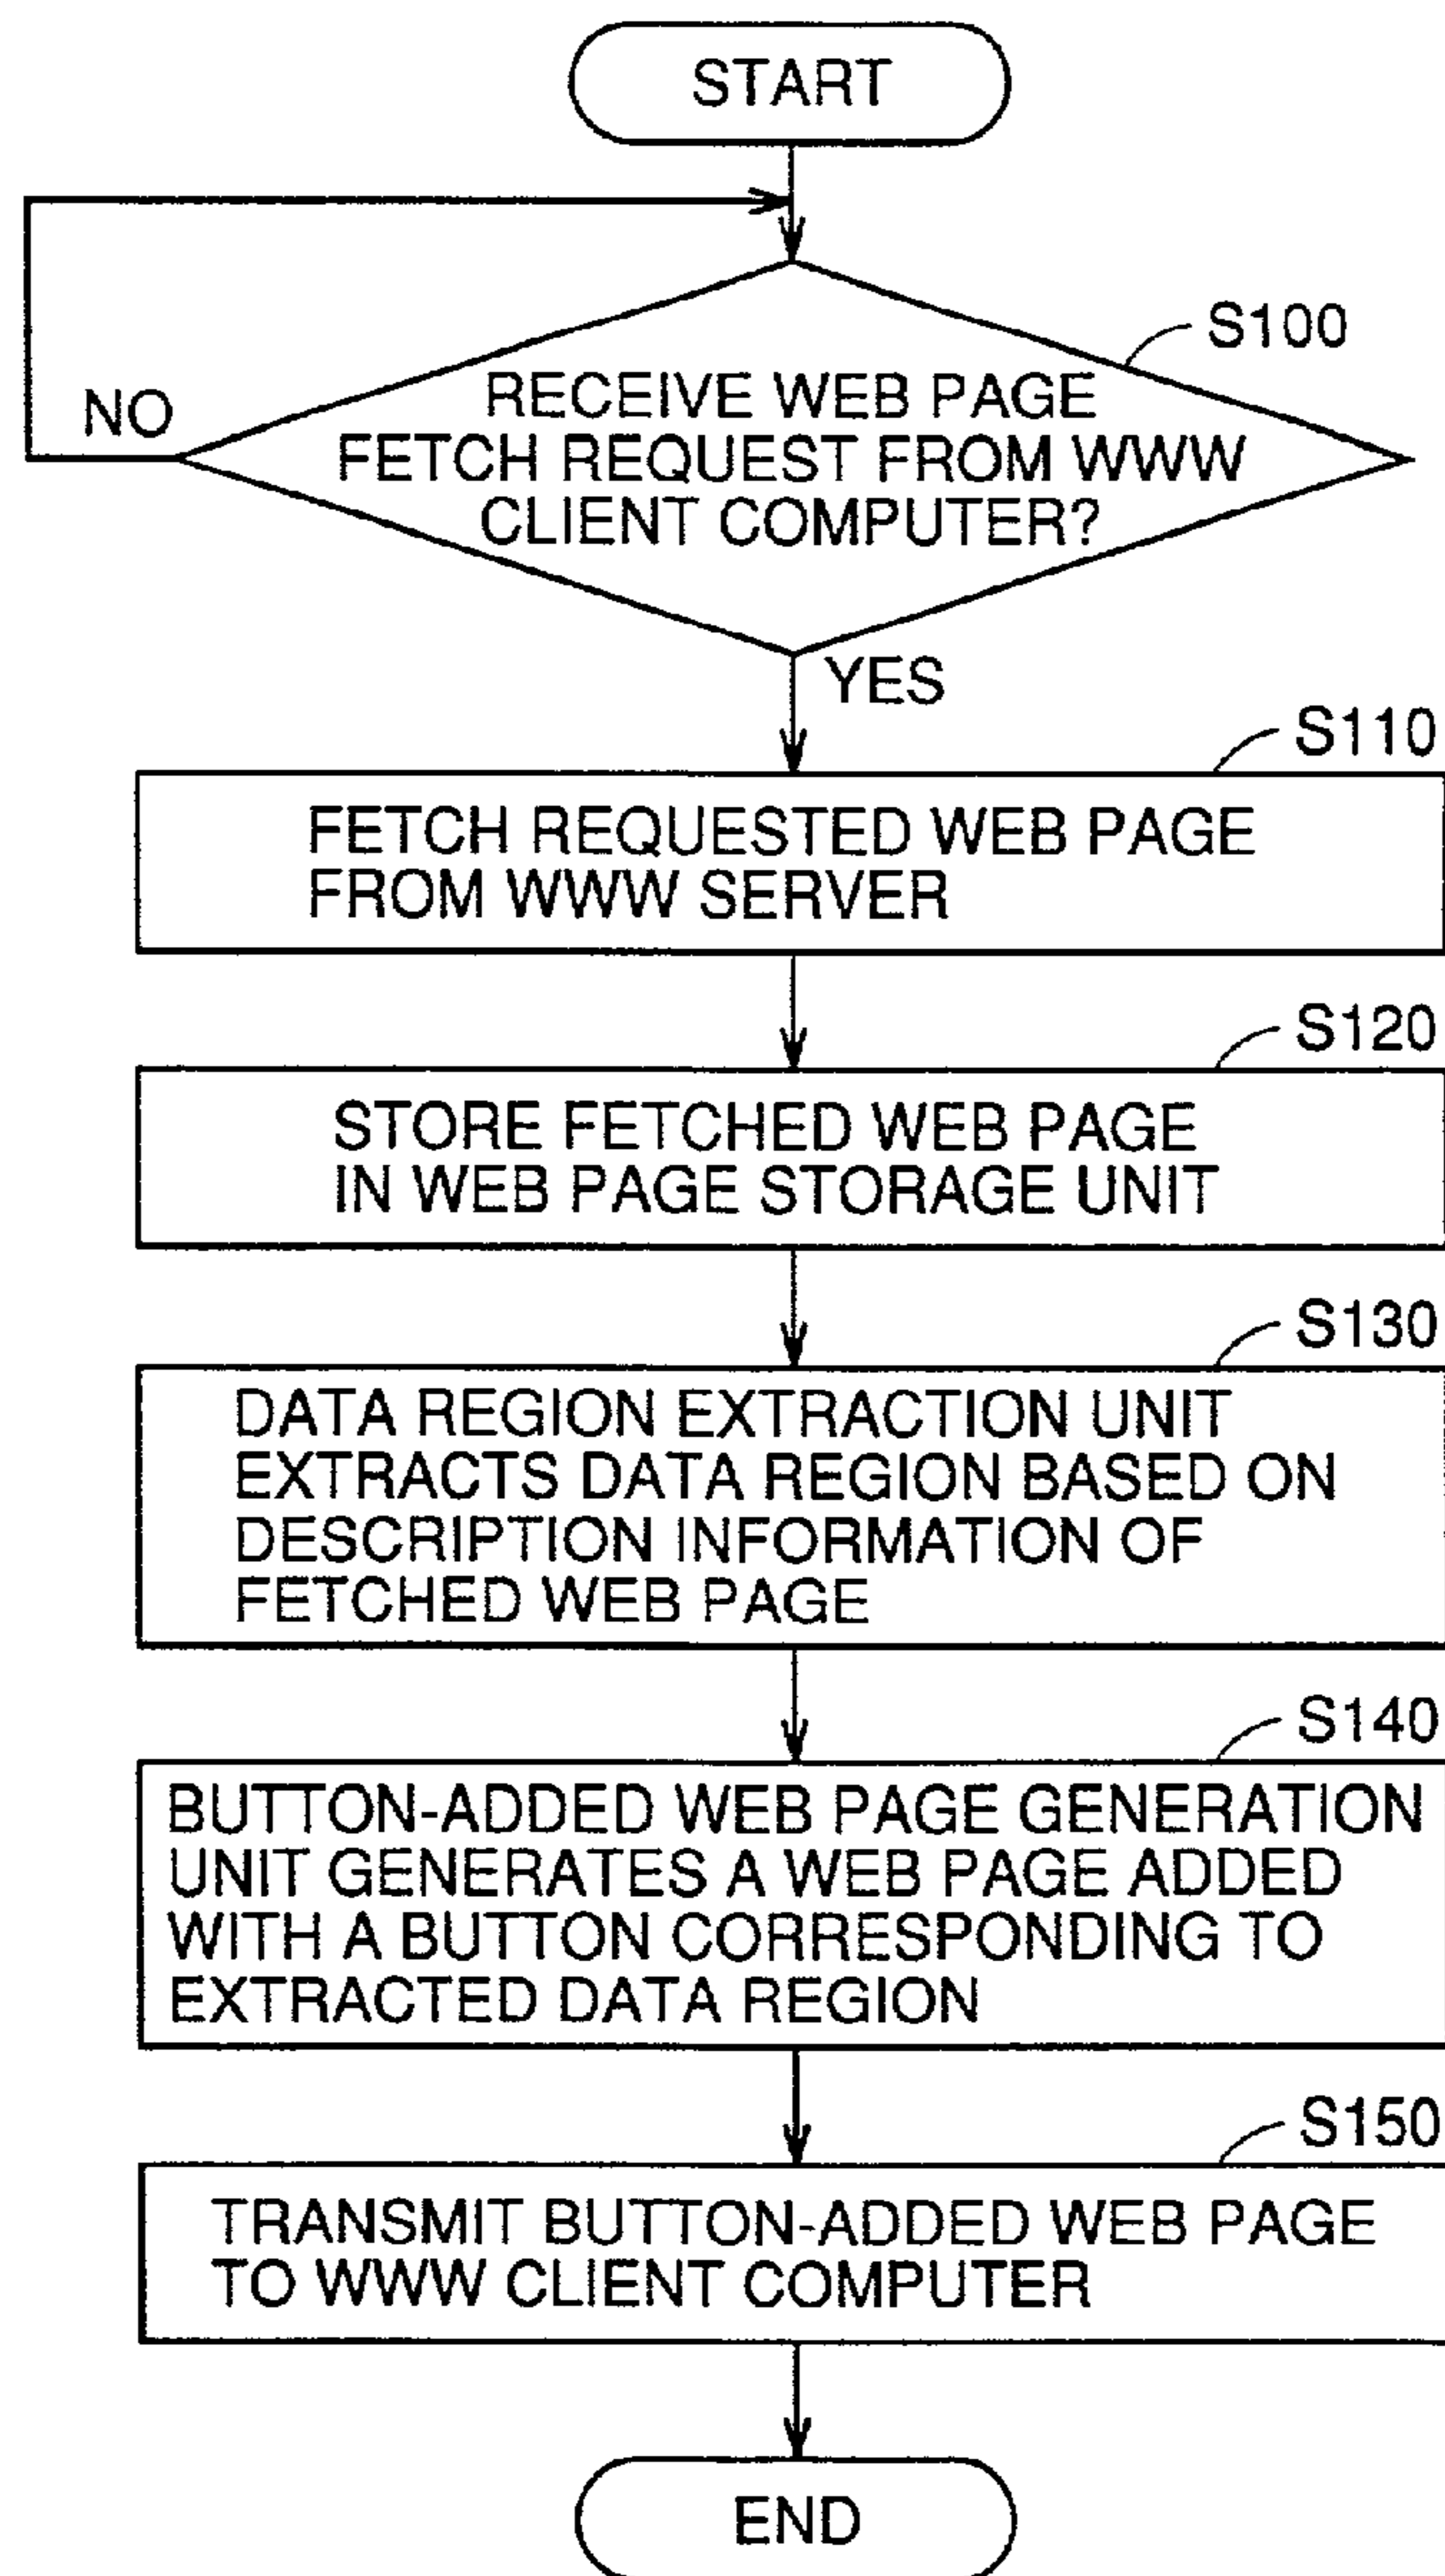 START
S100
RECEIVE WEB PAGE
NO
FETCH REQUEST FROM WWW
CLIENT COMPUTER?
YES
S110
FETCH REQUESTED WEB PAGE
FROM WWW SERVER
S120
STORE FETCHED WEB PAGE
IN WEB PAGE STORAGE UNIT
S130
DATA REGION EXTRACTION UNIT
EXTRACTS DATA REGION BASED ON
DESCRIPTION INFORMATION OF
FETCHED WEB PAGE
S140
BUTTON-ADDED WEB PAGE GENERATION
UNIT GENERATES A WEB PAGE ADDED
WITH A BUTTON CORRESPONDING TO
EXTRACTED DATA REGION
S150
TRANSMIT BUTTON-ADDED WEB PAGE
TO WWW CLIENT COMPUTER
END